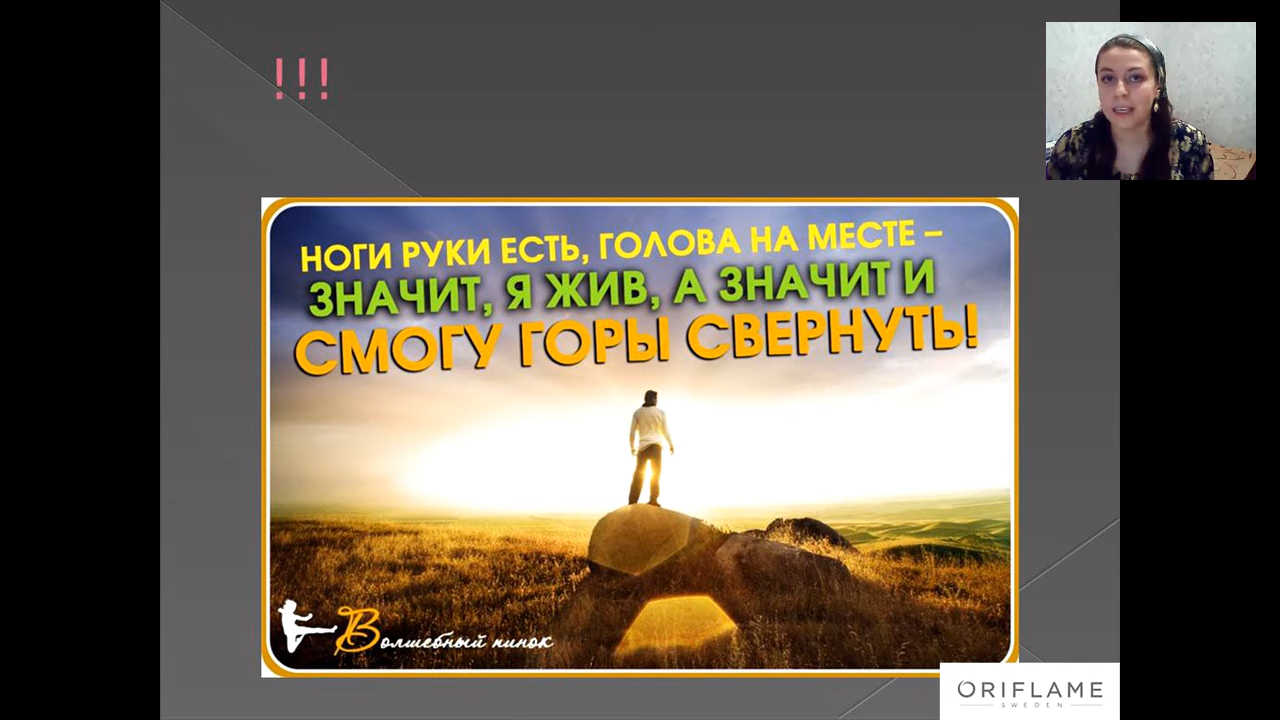 !!!
НОГИ РУКИ ЕСТЬ, ГОЛОВА НА МЕСТЕ –
ЗНАЧИТ, Я ЖИВ, А ЗНАЧИТ И
СМОГУ ГОРЫ СВЕРНУТЬ!
Волшебный пинок
ORIFLAME
SWEDEN